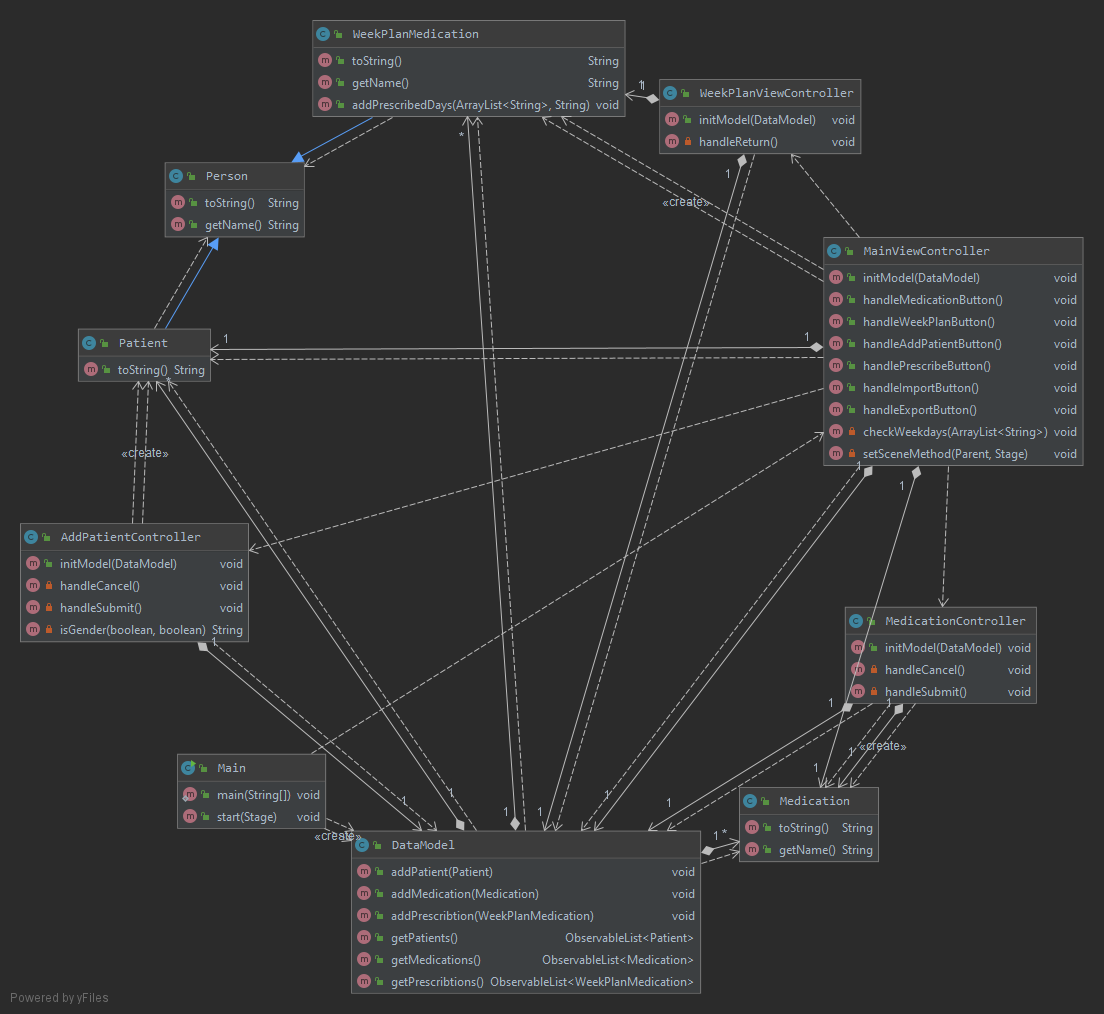 WeekPlanMedication
toString() String
getName() String
addPrescribedDays(ArrayList<String>, String) void
WeekPlanViewController
initModel(DataModel) void
handleReturn() void
1
1
*
1
«create»
Person
toString() String
getName() String
MainViewController
initModel(DataModel) void
handleMedicationButton() void
handleWeekPlanButton() void
handleAddPatientButton() void
handlePrescribeButton() void
handleImportButton() void
handleExportButton() void
checkWeekdays(ArrayList<String>) void
setSceneMethod(Parent, Stage) void
1
1
Patient
toString() String
*
«create»
1
1
AddPatientController
initModel(DataModel) void
handleCancel() void
handleSubmit() void
isGender(boolean, boolean) String
1
MedicationController
initModel(DataModel) void
handleCancel() void
handleSubmit() void
1
1
«create»
1
1
Main
main(String[]) void
start(Stage) void
«create»
1
1
1
1
1
1
Medication
toString() String
getName() String
1
*
DataModel
addPatient(Patient) void
addMedication(Medication) void
addPrescribtion(WeekPlanMedication) void
getPatients() ObservableList<Patient>
getMedications() ObservableList<Medication>
getPrescribtions() ObservableList<WeekPlanMedication>
Powered by yFiles